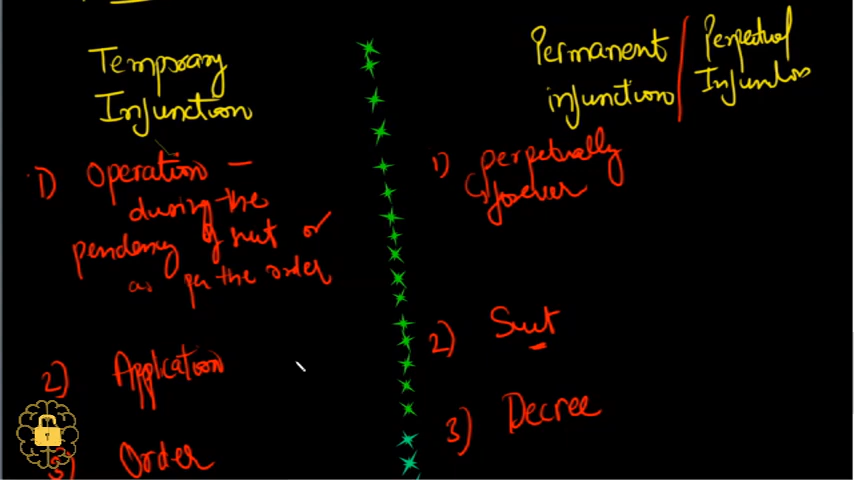 Temporary
Injunction
1) Operation -
during the
pendency of suit or
as per the order
2) Application
3) Order
Permanent
injunction
Perpetual
Injunction
1) Perpetually
forever
2) Suit
3) Decree